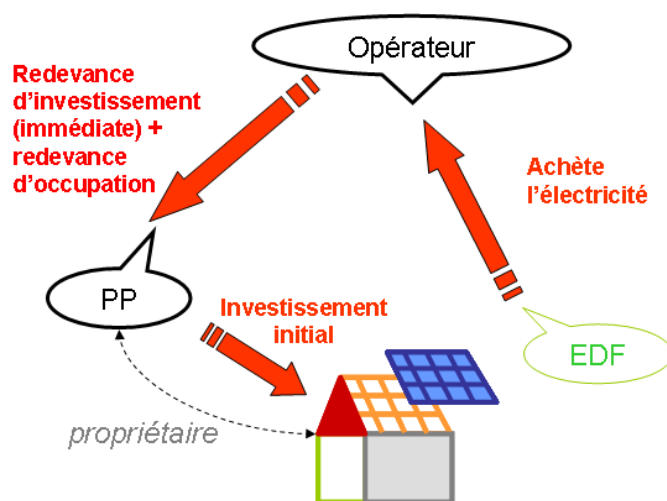 Opérateur
Redevance
d'investissement
(immédiate) +
redevance
d'occupation
Achète
l'électricité
PP
Investissement
initial
EDF
propriétaire